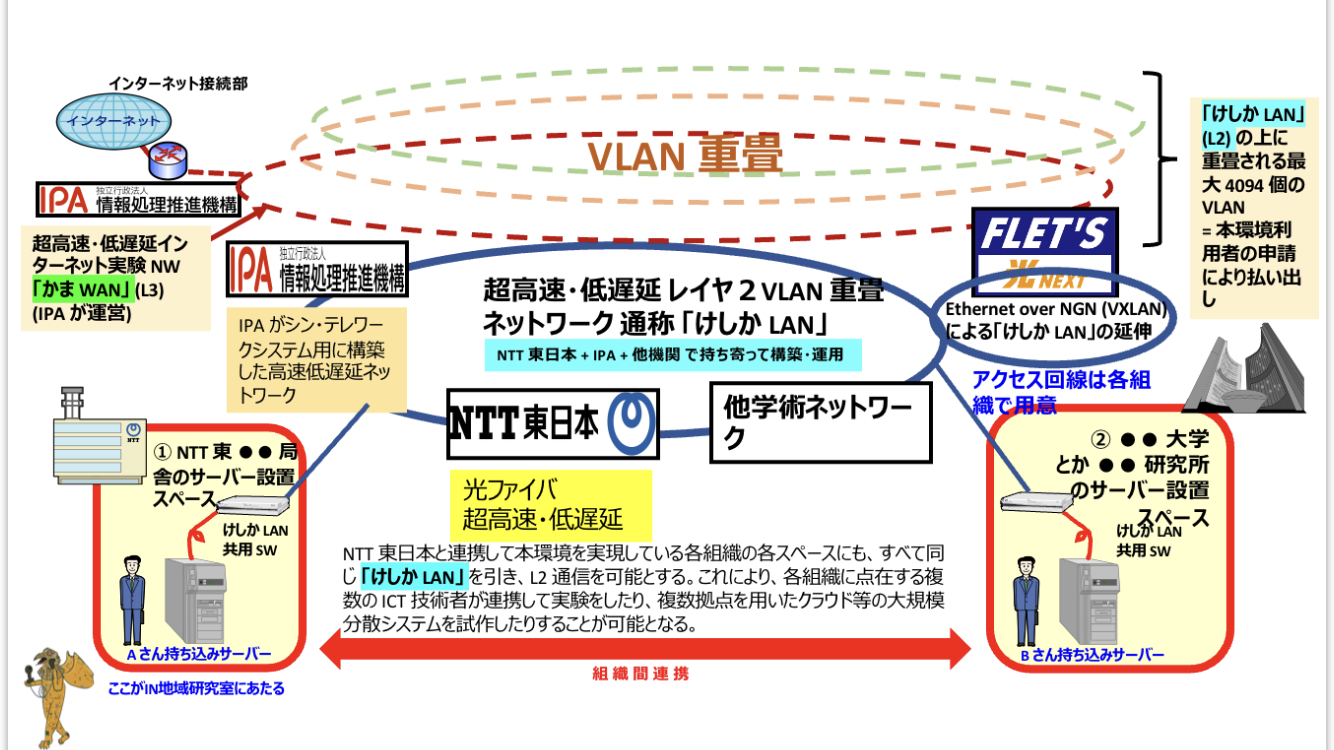 インターネット接続部
インターネット
IPA 独立行政法人
情報処理推進機構
超高速・低遅延イン
ターネット実験 NW
「かま WAN」(L3)
(IPA が運営)
VLAN 重畳
「けしか LAN」
(L2) の上に
重畳される最
大 4094 個の
VLAN
= 本環境利
用者の申請
により払い出
し
IPA 独立行政法人
情報処理推進機構
IPA がシン・テレワー
クシステム用に構築
した高速低遅延ネッ
トワーク
超高速・低遅延 レイヤ 2 VLAN 重畳
ネットワーク 通称「けしか LAN」
NTT 東日本 + IPA + 他機関 で持ち寄って構築・運用
FLET'S
NEXT
Ethernet over NGN (VXLAN)
による「けしか LAN」の延伸
アクセス回線は各組
織で用意
NTT東日本
他学術ネットワー
ク
光ファイバ
超高速・低遅延
NTT
① NTT 東 ●● 局
舎のサーバー設置
スペース
けしか LAN
共用 SW
A さん持ち込みサーバー
ここがIN地域研究室にあたる
NTT 東日本と連携して本環境を実現している各組織の各スペースにも、すべて同
じ「けしか LAN」を引き、L2 通信を可能とする。これにより、各組織に点在する複
数の ICT 技術者が連携して実験をしたり、複数拠点を用いたクラウド等の大規模
分散システムを試作したりすることが可能となる。
組織間連携
② ●● 大学
とか ●● 研究所
のサーバー設置
スペース
けしか LAN
共用 SW
B さん持ち込みサーバー